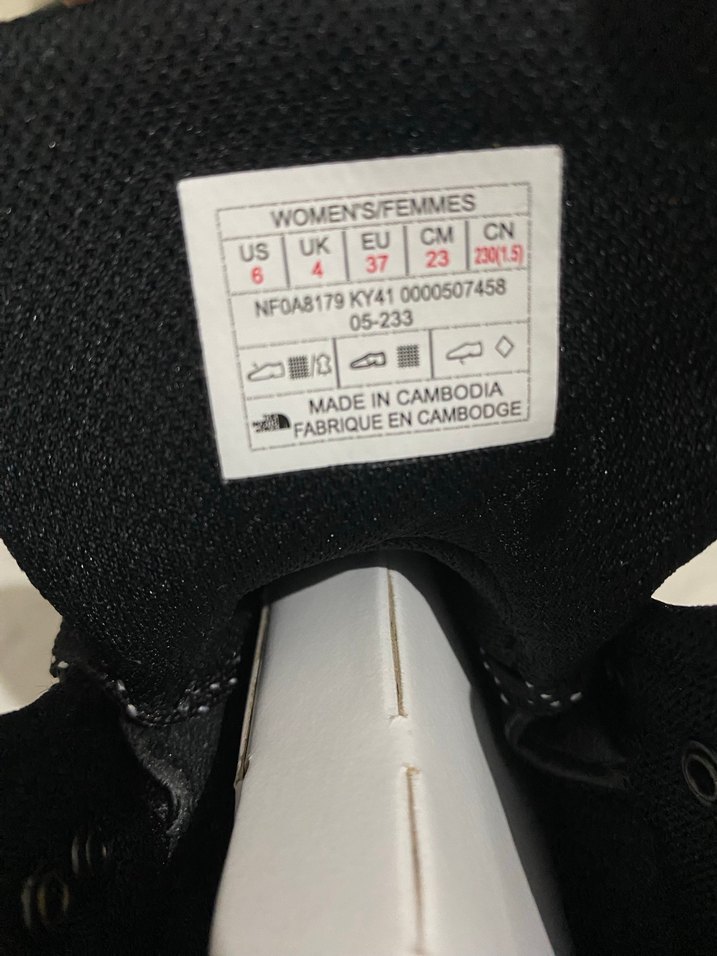 WOMEN'S/FEMMES
US UK EU CM CN
6 4 37 23 230(1.5)
NF0A8179 KY41 0000507458
05-233
MADE IN CAMBODIA
FABRIQUE EN CAMBODGE